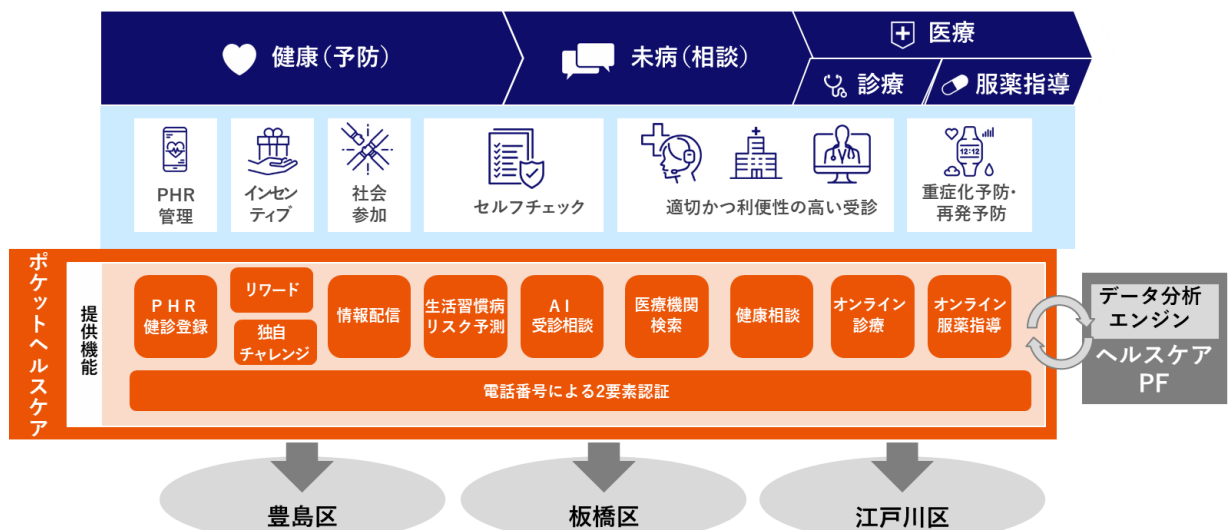 健康(予防)
未病(相談)
医療
診療
服薬指導
PHR
管理
インセン
ティブ
社会
参加
セルフチェック
適切かつ利便性の高い受診
12:12
重症化予防・
再発予防
ポケットヘルスケア
提供機能
PHR
健診登録
リワード
独自
チャレンジ
情報配信
生活習慣病
リスク予測
AI
受診相談
医療機関
検索
健康相談
オンライン
診療
オンライン
服薬指導
電話番号による2要素認証
データ分析
エンジン
ヘルスケア
PF
豊島区
板橋区
江戸川区